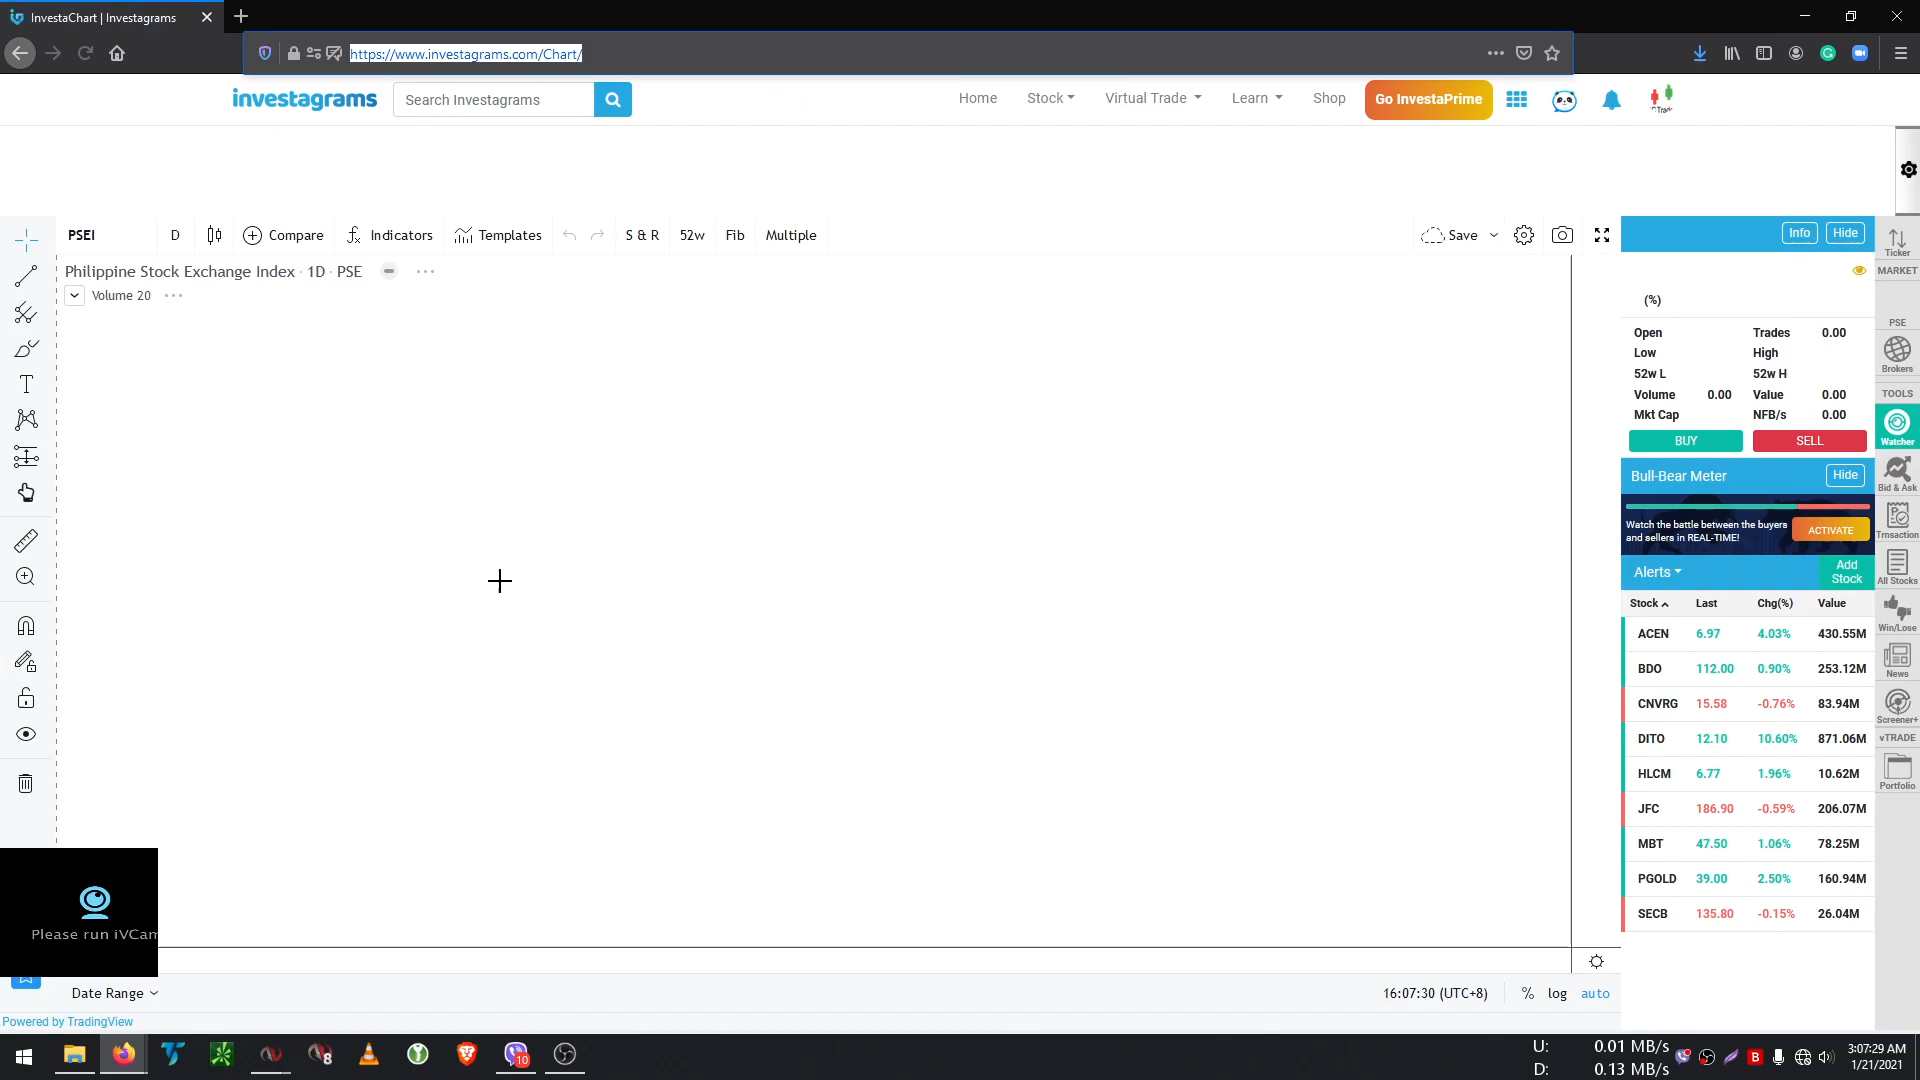 InvestaChart | Investagrams
https://www.investagrams.com/Chart/
investagrams
Search Investagrams
Home
Stock
Virtual Trade
Learn
Shop
Go InvestaPrime
PSEI
D
Compare
Indicators
Templates
S & R
52w
Fib
Multiple
Save
Philippine Stock Exchange Index · 1D · PSE
Volume 20
Info
Hide
(%)
Open
Trades 0.00
Low
High
52w L
52w H
Volume 0.00
Value 0.00
Mkt Cap
NFB/s 0.00
BUY
SELL
Bull-Bear Meter
Hide
Watch the battle between the buyers
and sellers in REAL-TIME!
ACTIVATE
Alerts
Add
Stock
Stock Last Chg(%) Value
ACEN 6.97 4.03% 430.55M
BDO 112.00 0.90% 253.12M
CNVRG 15.58 -0.76% 83.94M
DITO 12.10 10.60% 871.06M
HLCM 6.77 1.96% 10.62M
JFC 186.90 -0.59% 206.07M
MBT 47.50 1.06% 78.25M
PGOLD 39.00 2.50% 160.94M
SECB 135.80 -0.15% 26.04M
Ticker
MARKET
PSE
Brokers
TOOLS
Watcher
Bid & Ask
Trnsaction
All Stocks
Win/Lose
News
Screener+
vTRADE
Portfolio
Please run iVCam
Date Range
16:07:30 (UTC+8)
%
log
auto
Powered by TradingView
8
10
U: 0.01 MB/s
D: 0.13 MB/s
B
3:07:29 AM
1/21/2021